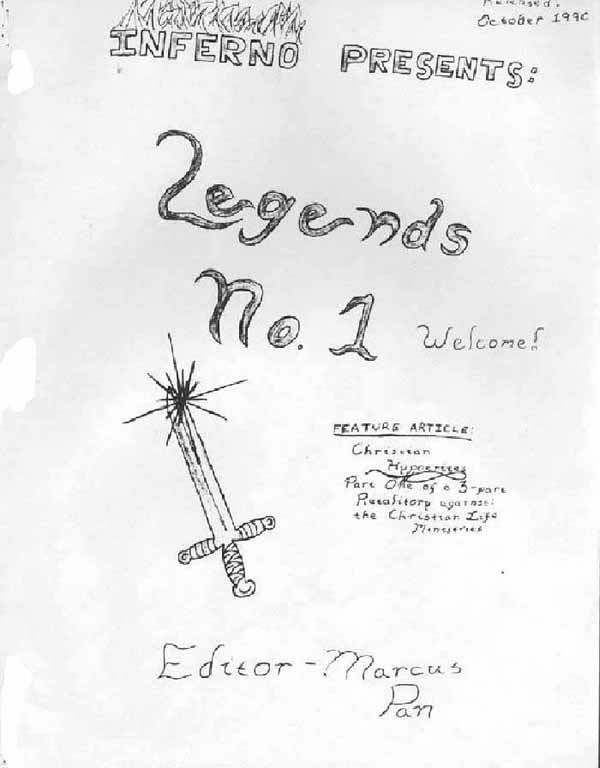 Released:
October 1990
INFERNO PRESENTS:
Legends
No. 1
Welcome!
FEATURE ARTICLE:
Christian
Hypocrites
Part One of a 3-part
Retalitory against:
the Christian Life
Ministries
Editor - Marcus
Pan